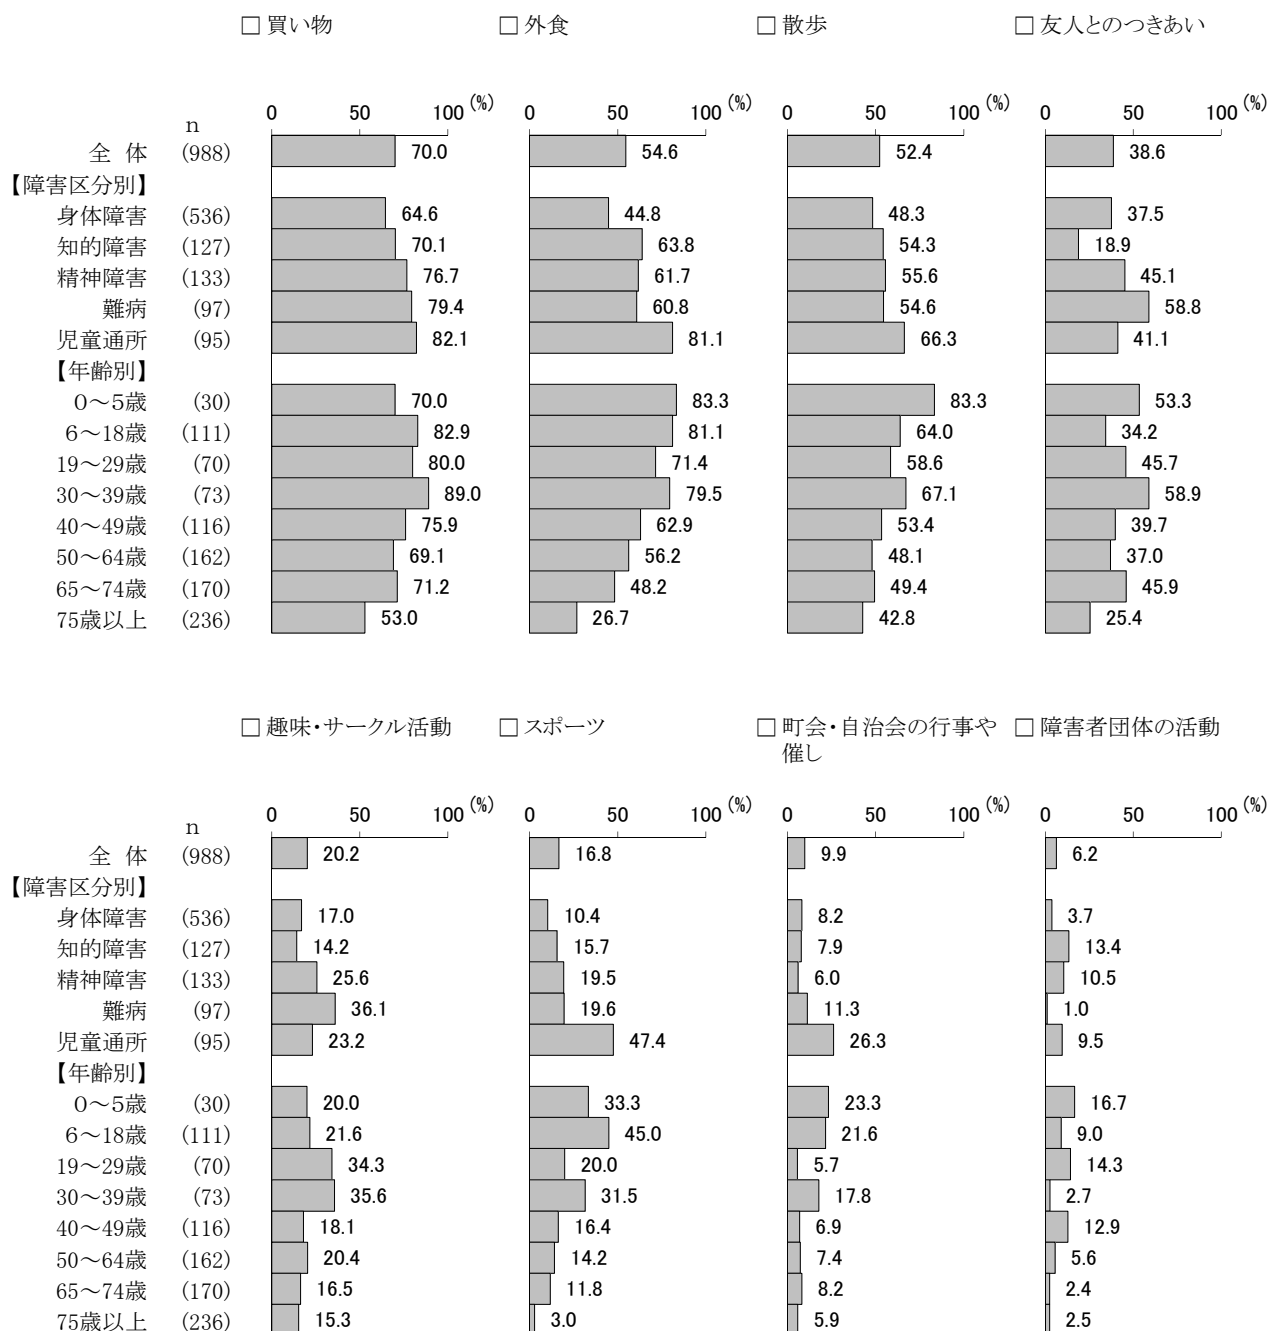 □ 買い物 □ 外食 □ 散歩 □ 友人とのつきあい
n 0 50 100 (%) 0 50 100 (%) 0 50 100 (%) 0 50 100 (%)
全 体 (988) 70.0 54.6 52.4 38.6
【障害区分別】
身体障害 (536) 64.6 44.8 48.3 37.5
知的障害 (127) 70.1 63.8 54.3 18.9
精神障害 (133) 76.7 61.7 55.6 45.1
難病 (97) 79.4 60.8 54.6 58.8
児童通所 (95) 82.1 81.1 66.3 41.1
【年齢別】
0～5歳 (30) 70.0 83.3 83.3 53.3
6～18歳 (111) 82.9 81.1 64.0 34.2
19～29歳 (70) 80.0 71.4 58.6 45.7
30～39歳 (73) 89.0 79.5 67.1 58.9
40～49歳 (116) 75.9 62.9 53.4 39.7
50～64歳 (162) 69.1 56.2 48.1 37.0
65～74歳 (170) 71.2 48.2 49.4 45.9
75歳以上 (236) 53.0 26.7 42.8 25.4
□ 趣味・サークル活動 □ スポーツ □ 町会・自治会の行事や □ 障害者団体の活動
催し
n 0 50 100 (%) 0 50 100 (%) 0 50 100 (%) 0 50 100 (%)
全 体 (988) 20.2 16.8 9.9 6.2
【障害区分別】
身体障害 (536) 17.0 10.4 8.2 3.7
知的障害 (127) 14.2 15.7 7.9 13.4
精神障害 (133) 25.6 19.5 6.0 10.5
難病 (97) 36.1 19.6 11.3 1.0
児童通所 (95) 23.2 47.4 26.3 9.5
【年齢別】
0～5歳 (30) 20.0 33.3 23.3 16.7
6～18歳 (111) 21.6 45.0 21.6 9.0
19～29歳 (70) 34.3 20.0 5.7 14.3
30～39歳 (73) 35.6 31.5 17.8 2.7
40～49歳 (116) 18.1 16.4 6.9 12.9
50～64歳 (162) 20.4 14.2 7.4 5.6
65～74歳 (170) 16.5 11.8 8.2 2.4
75歳以上 (236) 15.3 3.0 5.9 2.5